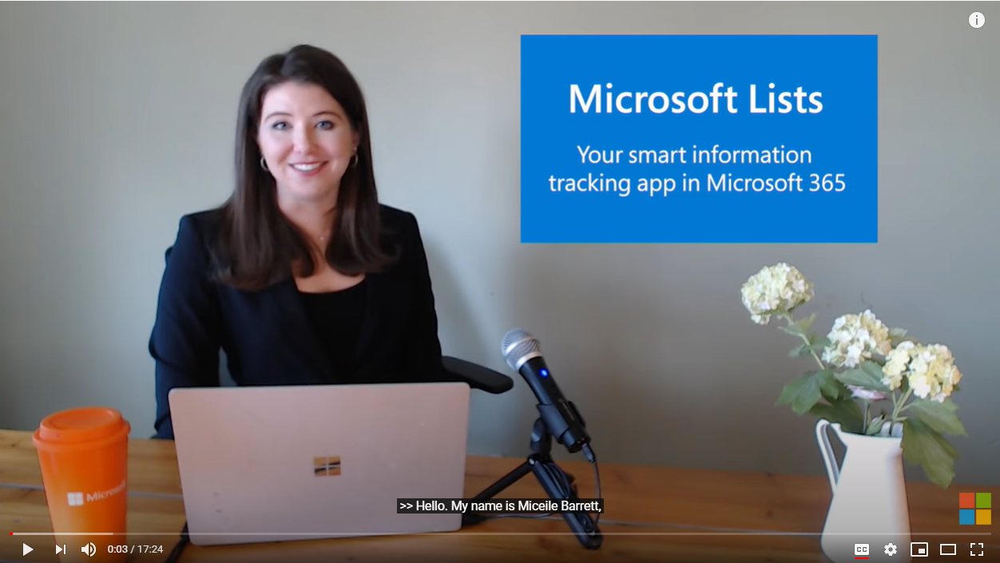 Microsoft Lists
Your smart information
tracking app in Microsoft 365
Microsoft
>> Hello. My name is Miceile Barrett,
0:03 / 17:24
CC